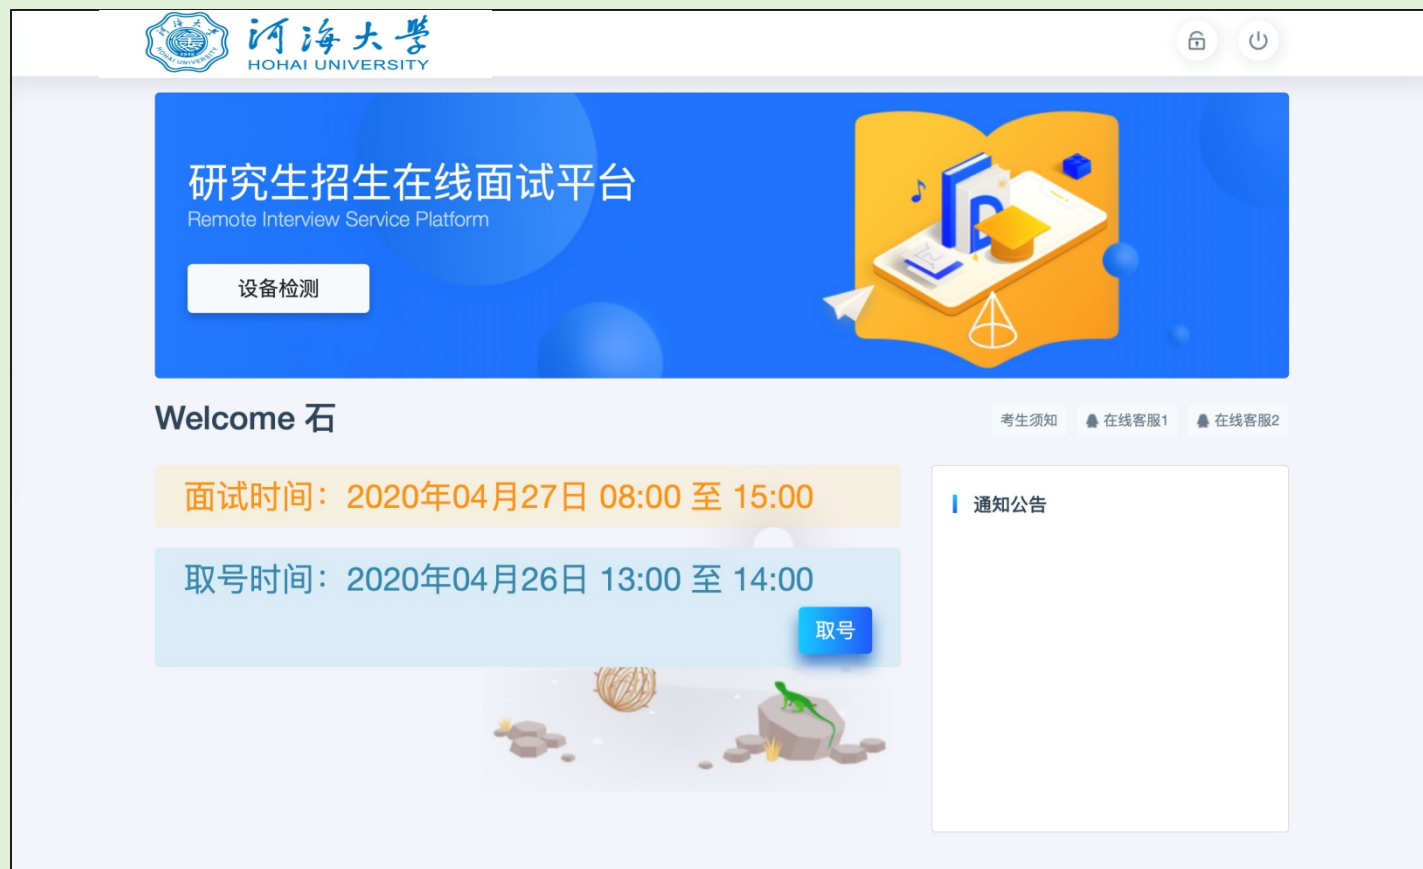 河海大學
HOHAI UNIVERSITY
研究生招生在线面试平台
Remote Interview Service Platform
设备检测
D
Welcome 石
考生须知
在线客服1
在线客服2
面试时间：2020年04月27日 08:00 至 15:00
通知公告
取号时间：2020年04月26日 13:00 至 14:00
取号